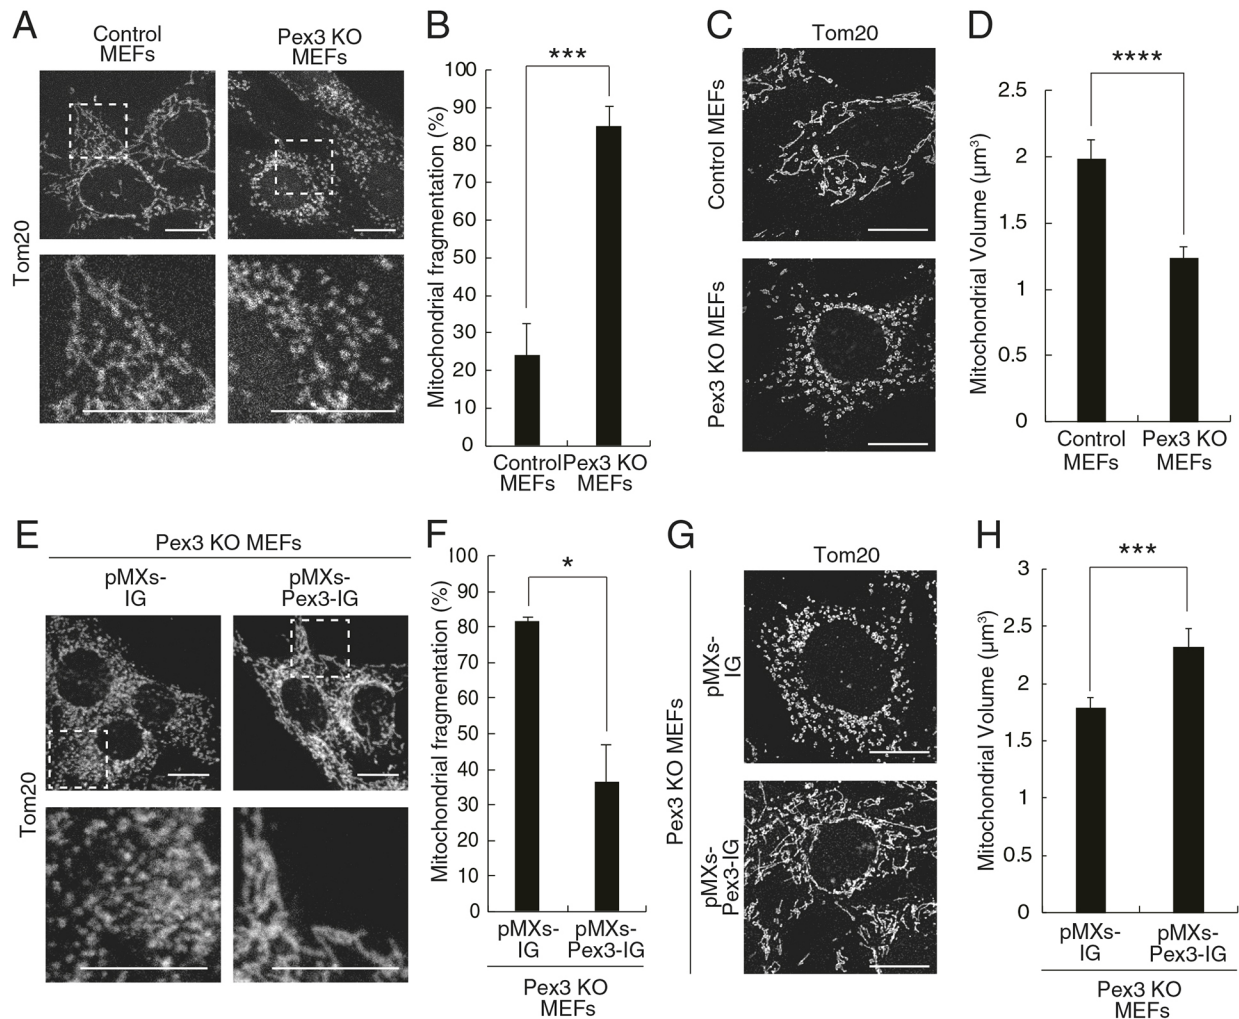 A
Control
MEFs
Pex3 KO
MEFs
Tom20
B
***
Mitochondrial fragmentation (%)
100
90
80
70
60
50
40
30
20
10
0
Control
MEFs
Pex3 KO
MEFs
C
Tom20
Control MEFs
Pex3 KO MEFs
D
****
Mitochondrial Volume (µm³)
2.5
2
1.5
1
0.5
0
Control
MEFs
Pex3 KO
MEFs
E
Pex3 KO MEFs
pMXs-
IG
pMXs-
Pex3-IG
Tom20
F
*
Mitochondrial fragmentation (%)
100
90
80
70
60
50
40
30
20
10
0
pMXs-
IG
pMXs-
Pex3-IG
Pex3 KO
MEFs
G
Tom20
Pex3 KO MEFs
pMXs-
IG
pMXs-
Pex3-IG
H
***
Mitochondrial Volume (µm³)
3
2.5
2
1.5
1
0.5
0
pMXs-
IG
pMXs-
Pex3-IG
Pex3 KO
MEFs